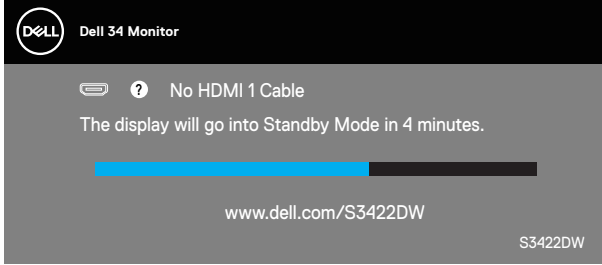 DELL
Dell 34 Monitor
? No HDMI 1 Cable
The display will go into Standby Mode in 4 minutes.
www.dell.com/S3422DW
S3422DW